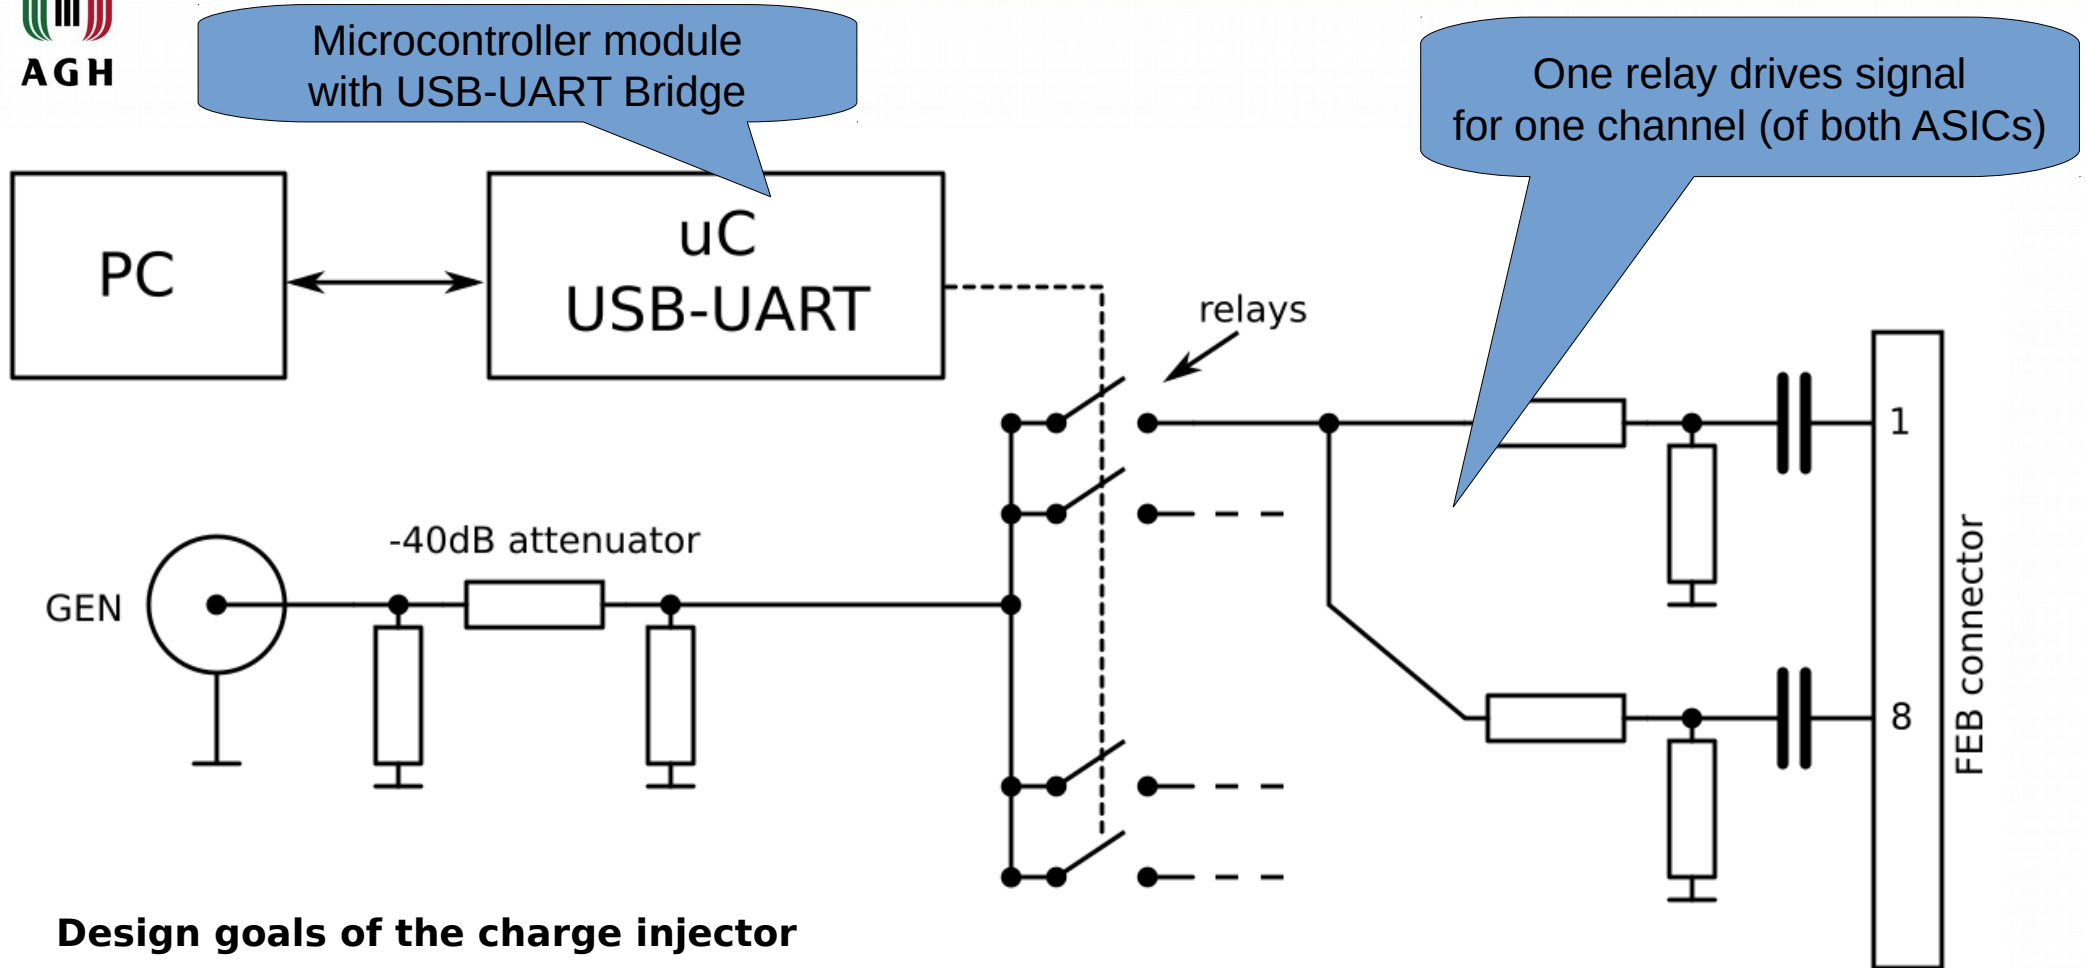 AGH
Microcontroller module
with USB-UART Bridge
One relay drives signal
for one channel (of both ASICs)
PC
uC
USB-UART
relays
1
-40dB attenuator
GEN
8
FEB connector
Design goals of the charge injector